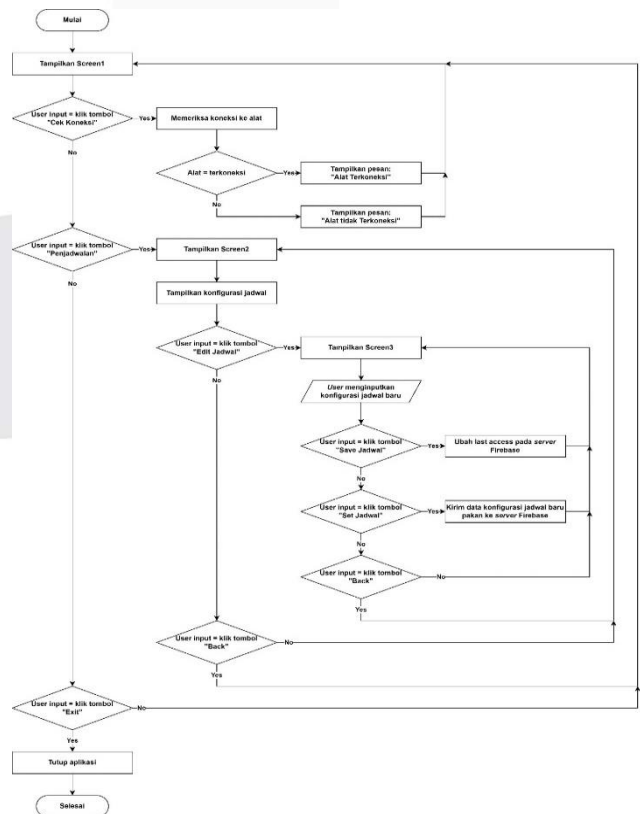 Mulai
Tampilkan Screen1
User input = klik tombol
"Cek Koneksi"
Yes
Memeriksa koneksi ke alat
No
Alat = terkoneksi
Yes
Tampilkan pesan:
"Alat Terkoneksi"
No
Tampilkan pesan:
"Alat tidak Terkoneksi"
User input = klik tombol
"Penjadwalan"
Yes
Tampilkan Screen2
No
Tampilkan konfigurasi jadwal
User input = klik tombol
"Edit Jadwal"
Yes
Tampilkan Screen3
No
User menginputkan
konfigurasi jadwal baru
User input = klik tombol
"Save Jadwal"
Yes
Ubah last access pada server
Firebase
No
User input = klik tombol
"Set Jadwal"
Yes
Kirim data konfigurasi jadwal baru
pakan ke server Firebase
No
User input = klik tombol
"Back"
No
Yes
User input = klik tombol
"Back"
No
Yes
User input = klik tombol
"Exit"
No
Yes
Tutup aplikasi
Selesai